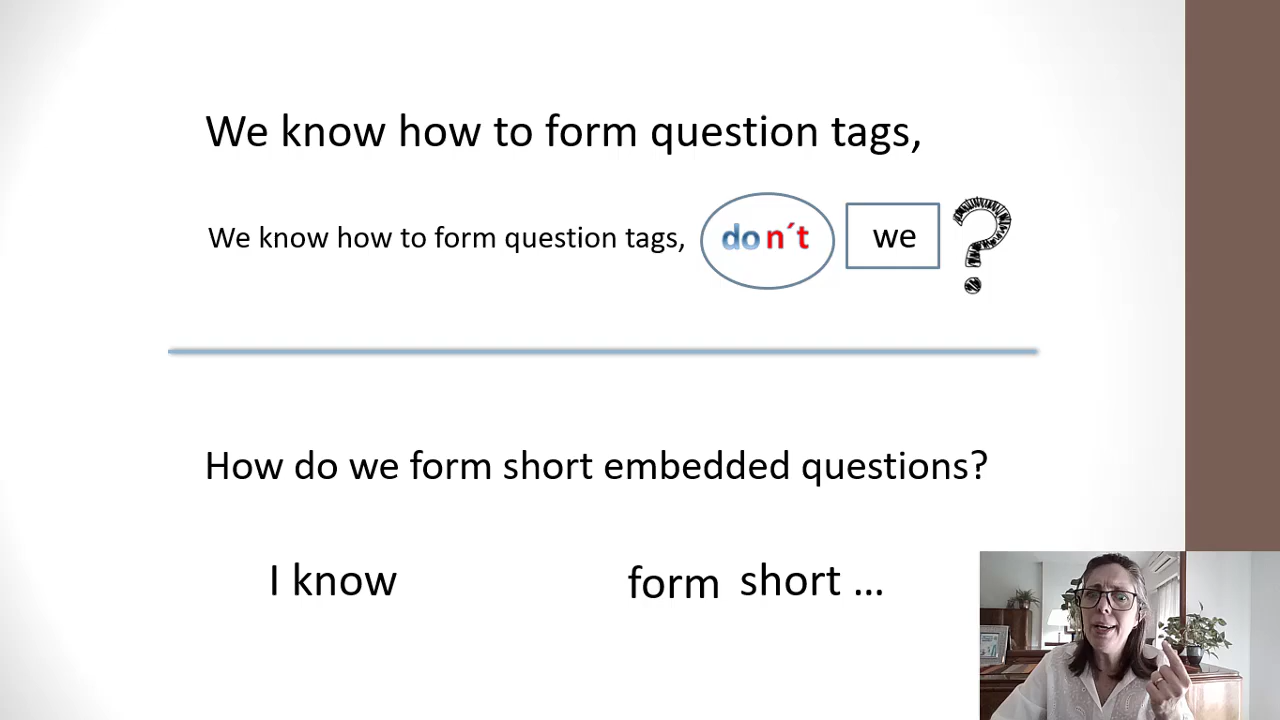 We know how to form question tags,
We know how to form question tags, don´t we ?
How do we form short embedded questions?
I know form short ...